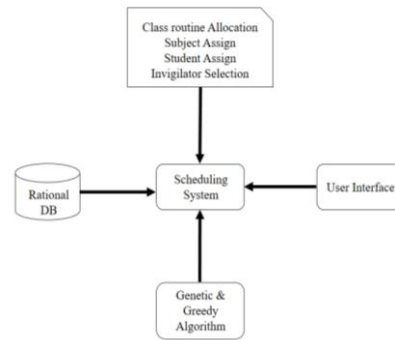 Class routine Allocation
Subject Assign
Student Assign
Invigilator Selection
Rational
DB
Scheduling
System
User Interface
Genetic &
Greedy
Algorithm